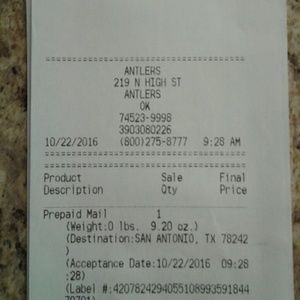 ================================
ANTLERS
219 N HIGH ST
ANTLERS
OK
74523-9998
3903080226
10/22/2016 (800)275-8777 9:28 AM
================================
================================
Product Sale Final
Description Qty Price
Prepaid Mail 1
(Weight:0 lbs. 9.20 oz.)
(Destination:SAN ANTONIO, TX 78242
)
(Acceptance Date:10/22/2016 09:28
:28)
(Label #:4207824294055108993591844